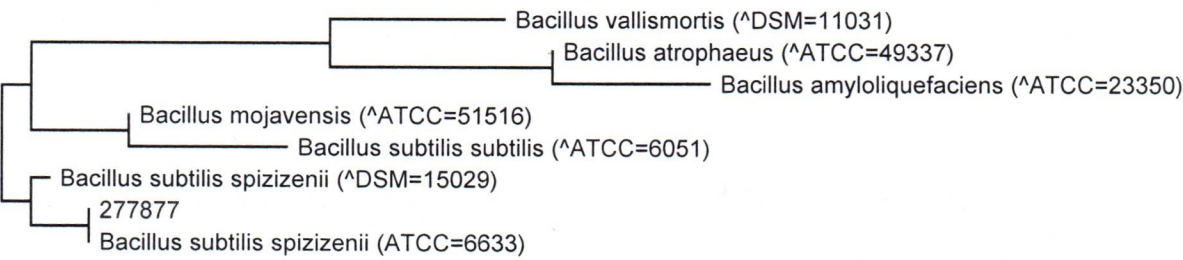 Bacillus vallismortis (^DSM=11031)
Bacillus atrophaeus (^ATCC=49337)
Bacillus amyloliquefaciens (^ATCC=23350)
Bacillus mojavensis (^ATCC=51516)
Bacillus subtilis subtilis (^ATCC=6051)
Bacillus subtilis spizizenii (^DSM=15029)
277877
Bacillus subtilis spizizenii (ATCC=6633)